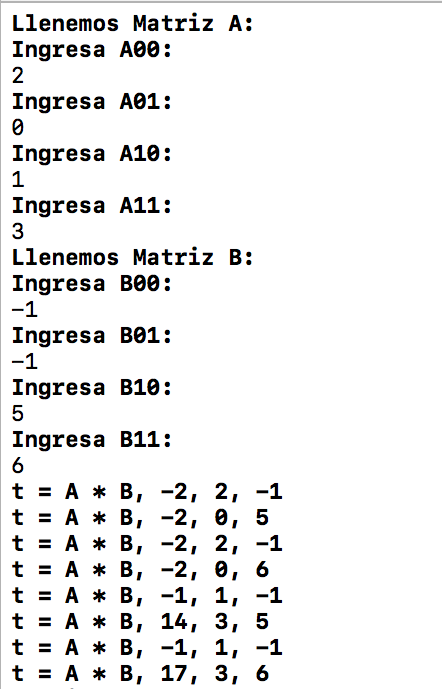 Llenemos Matriz A:
Ingresa A00:
2
Ingresa A01:
0
Ingresa A10:
1
Ingresa A11:
3
Llenemos Matriz B:
Ingresa B00:
-1
Ingresa B01:
-1
Ingresa B10:
5
Ingresa B11:
6
t = A * B, -2, 2, -1
t = A * B, -2, 0, 5
t = A * B, -2, 2, -1
t = A * B, -2, 0, 6
t = A * B, -1, 1, -1
t = A * B, 14, 3, 5
t = A * B, -1, 1, -1
t = A * B, 17, 3, 6